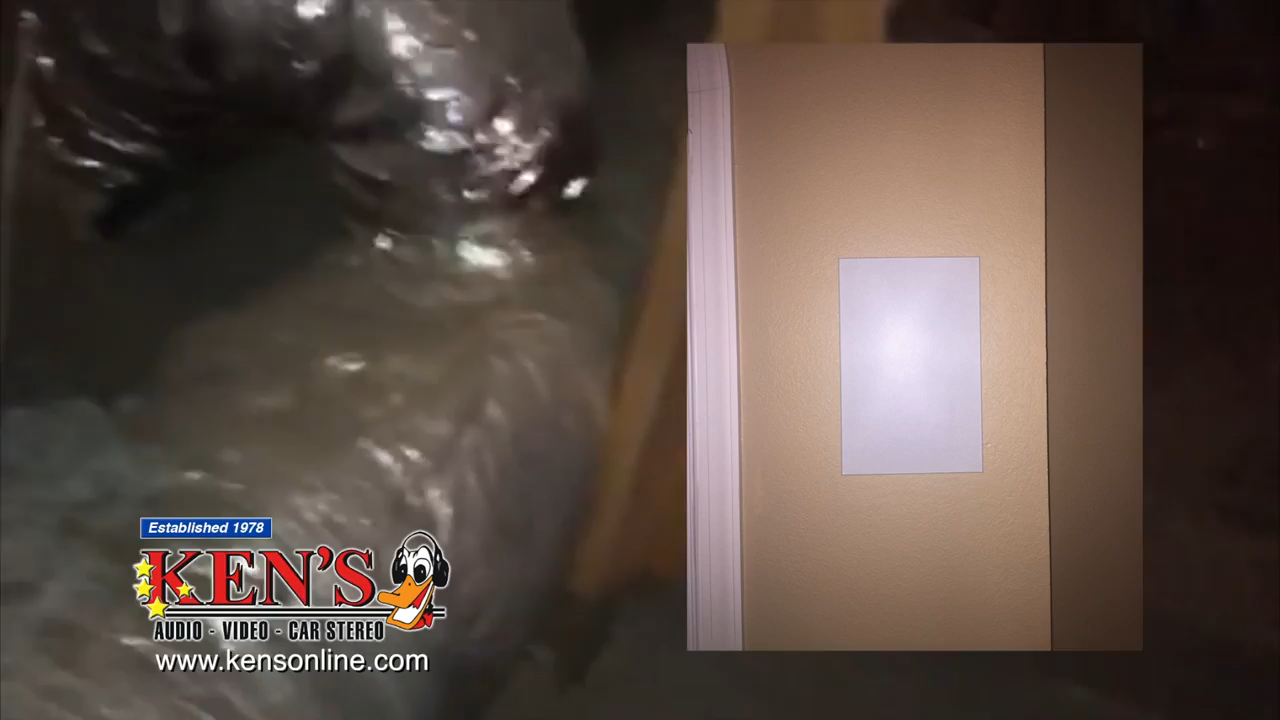 Established 1978
KEN'S
AUDIO - VIDEO - CAR STEREO
www.kensonline.com